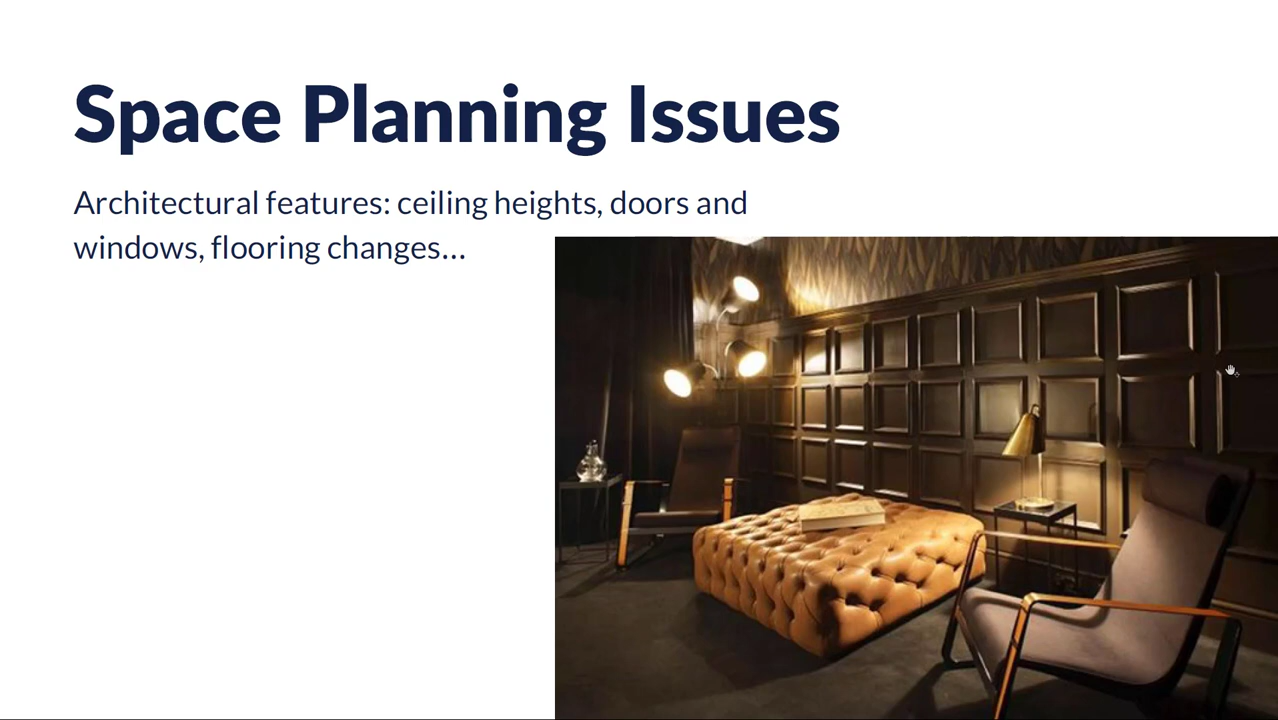 Space Planning Issues
Architectural features: ceiling heights, doors and
windows, flooring changes…